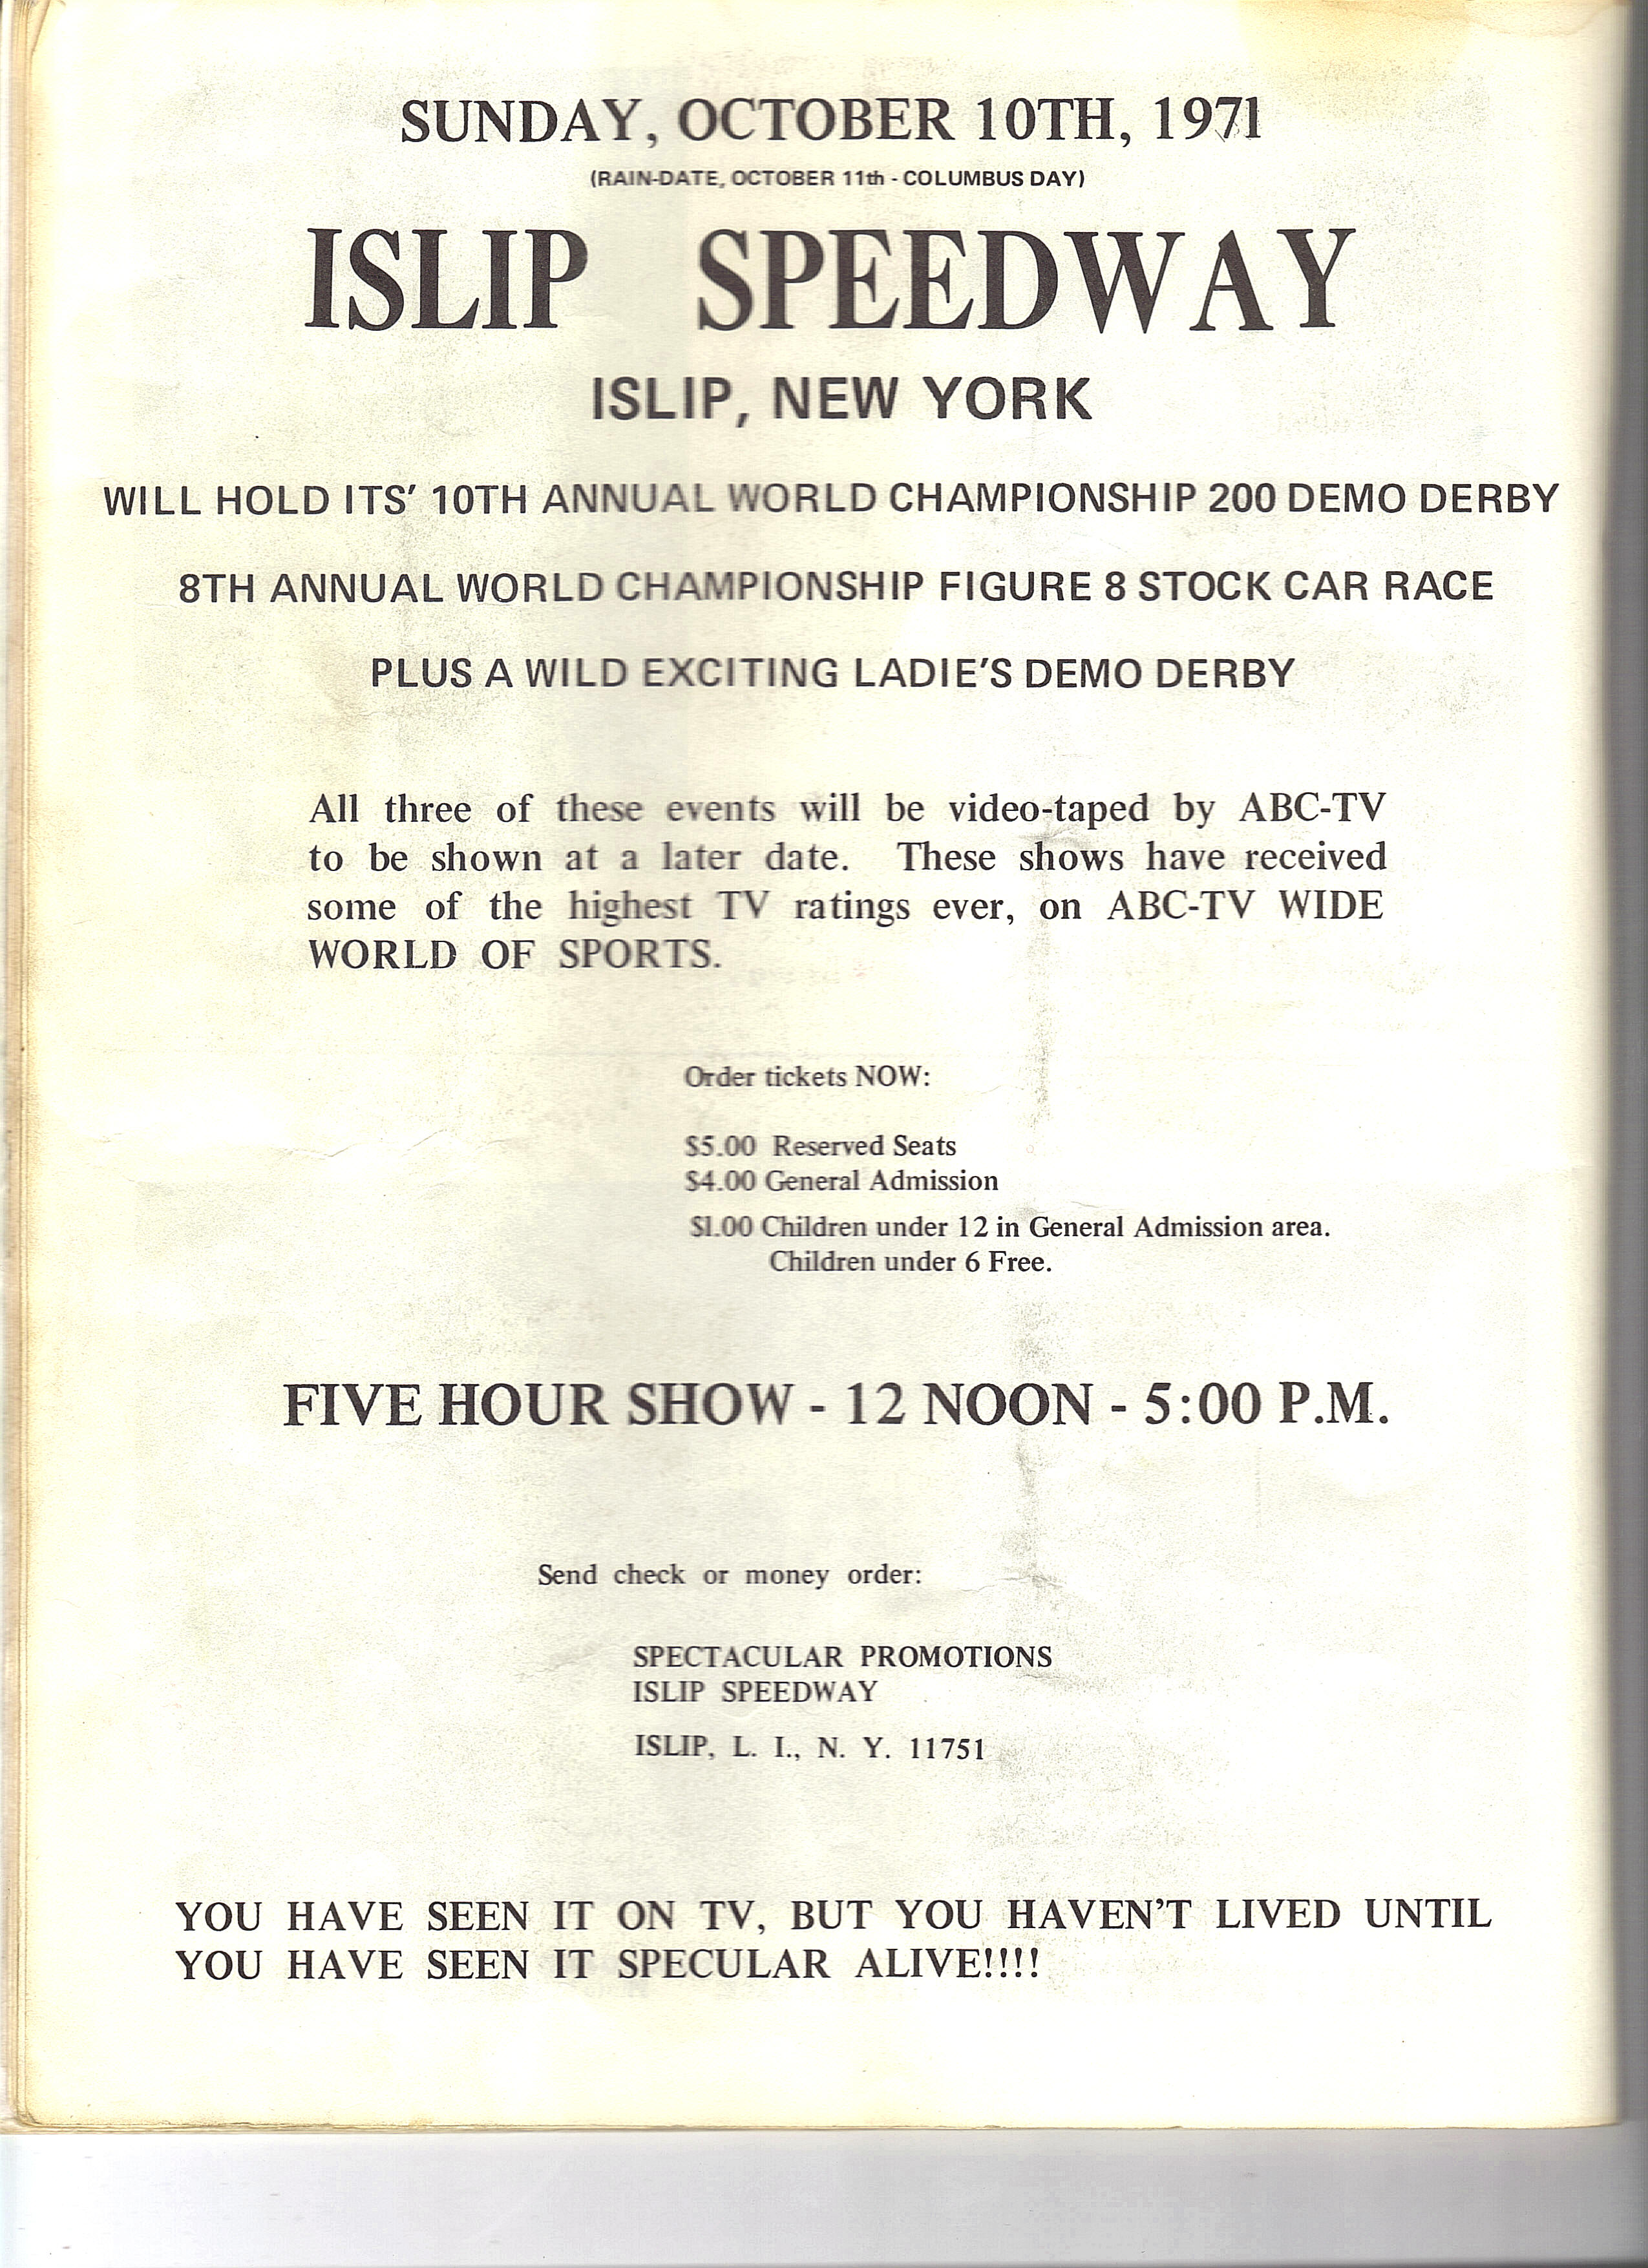 SUNDAY, OCTOBER 10TH, 1971
(RAIN-DATE, OCTOBER 11th - COLUMBUS DAY)
ISLIP SPEEDWAY
ISLIP, NEW YORK
WILL HOLD ITS' 10TH ANNUAL WORLD CHAMPIONSHIP 200 DEMO DERBY
8TH ANNUAL WORLD CHAMPIONSHIP FIGURE 8 STOCK CAR RACE
PLUS A WILD EXCITING LADIE'S DEMO DERBY
All three of these events will be video-taped by ABC-TV
to be shown at a later date. These shows have received
some of the highest TV ratings ever, on ABC-TV WIDE
WORLD OF SPORTS.
Order tickets NOW:
$5.00 Reserved Seats
$4.00 General Admission
$1.00 Children under 12 in General Admission area.
Children under 6 Free.
FIVE HOUR SHOW - 12 NOON - 5:00 P.M.
Send check or money order:
SPECTACULAR PROMOTIONS
ISLIP SPEEDWAY
ISLIP, L. I., N. Y. 11751
YOU HAVE SEEN IT ON TV, BUT YOU HAVEN'T LIVED UNTIL
YOU HAVE SEEN IT SPECULAR ALIVE!!!!